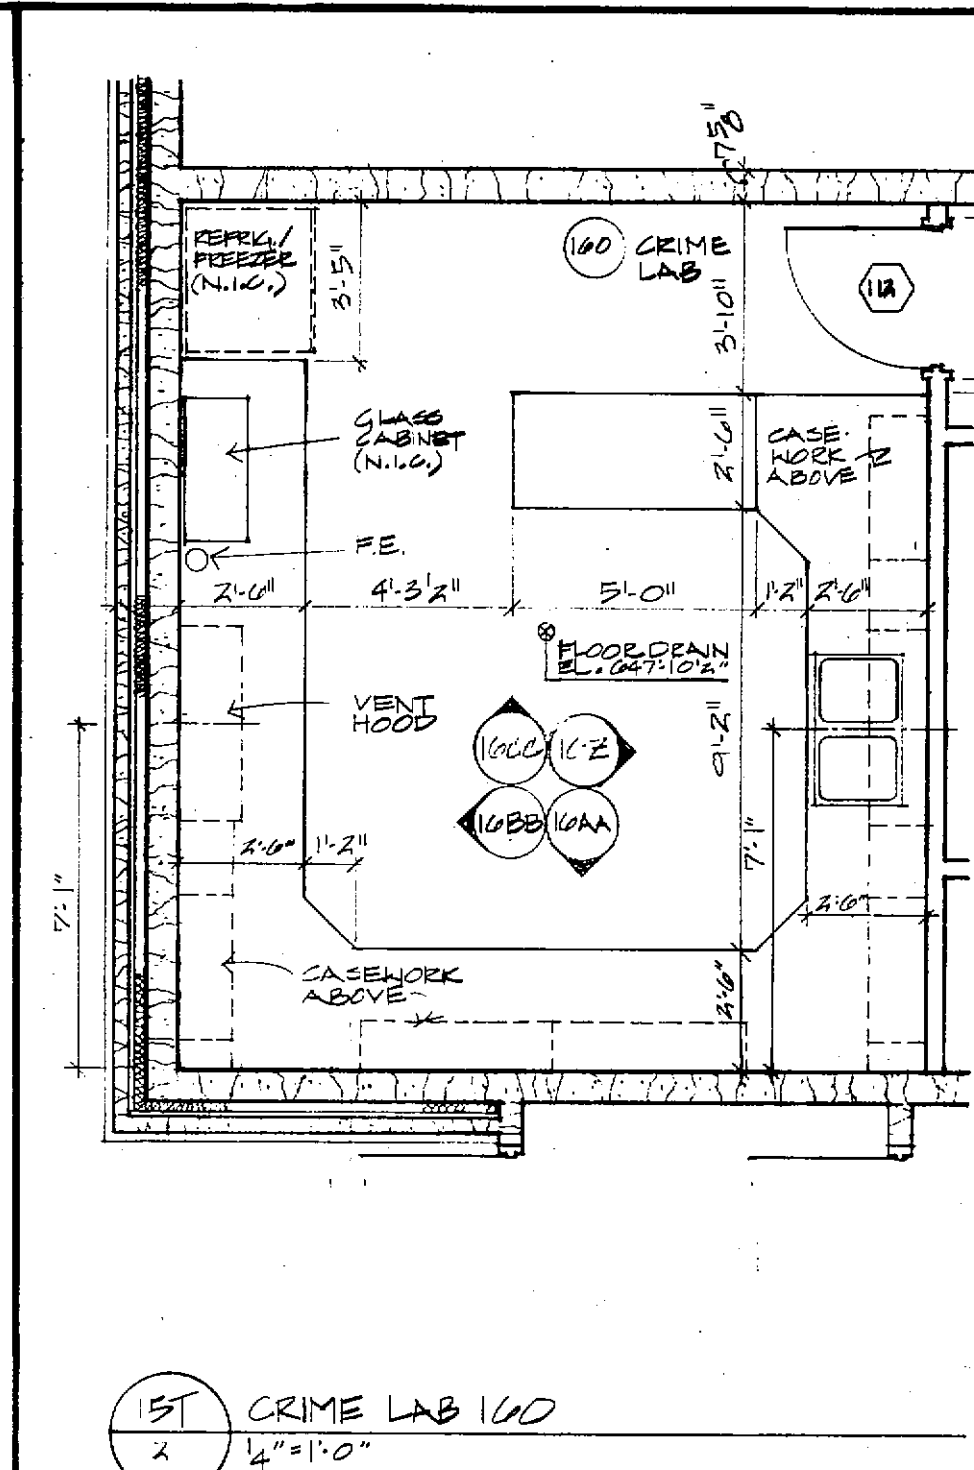 7 5/8"
REFRIG./
FREEZER
(N.I.C.)
3'-5"
160
CRIME
LAB
3'-10"
113
GLASS
CABINET
(N.I.C.)
2'-6"
CASE-
WORK
ABOVE
F.E.
2'-6"
4'-3 1/2"
5'-0"
1'-2"
2'-6"
FLOOR DRAIN
EL. 647'-10 1/2"
VENT
HOOD
16CC
16-Z
9'-2"
16BB
16AA
2'-6"
1'-2"
7'-1"
7'-1"
2'-6"
CASEWORK
ABOVE
2'-6"
15T
2
CRIME LAB 160
1/4"=1'-0"